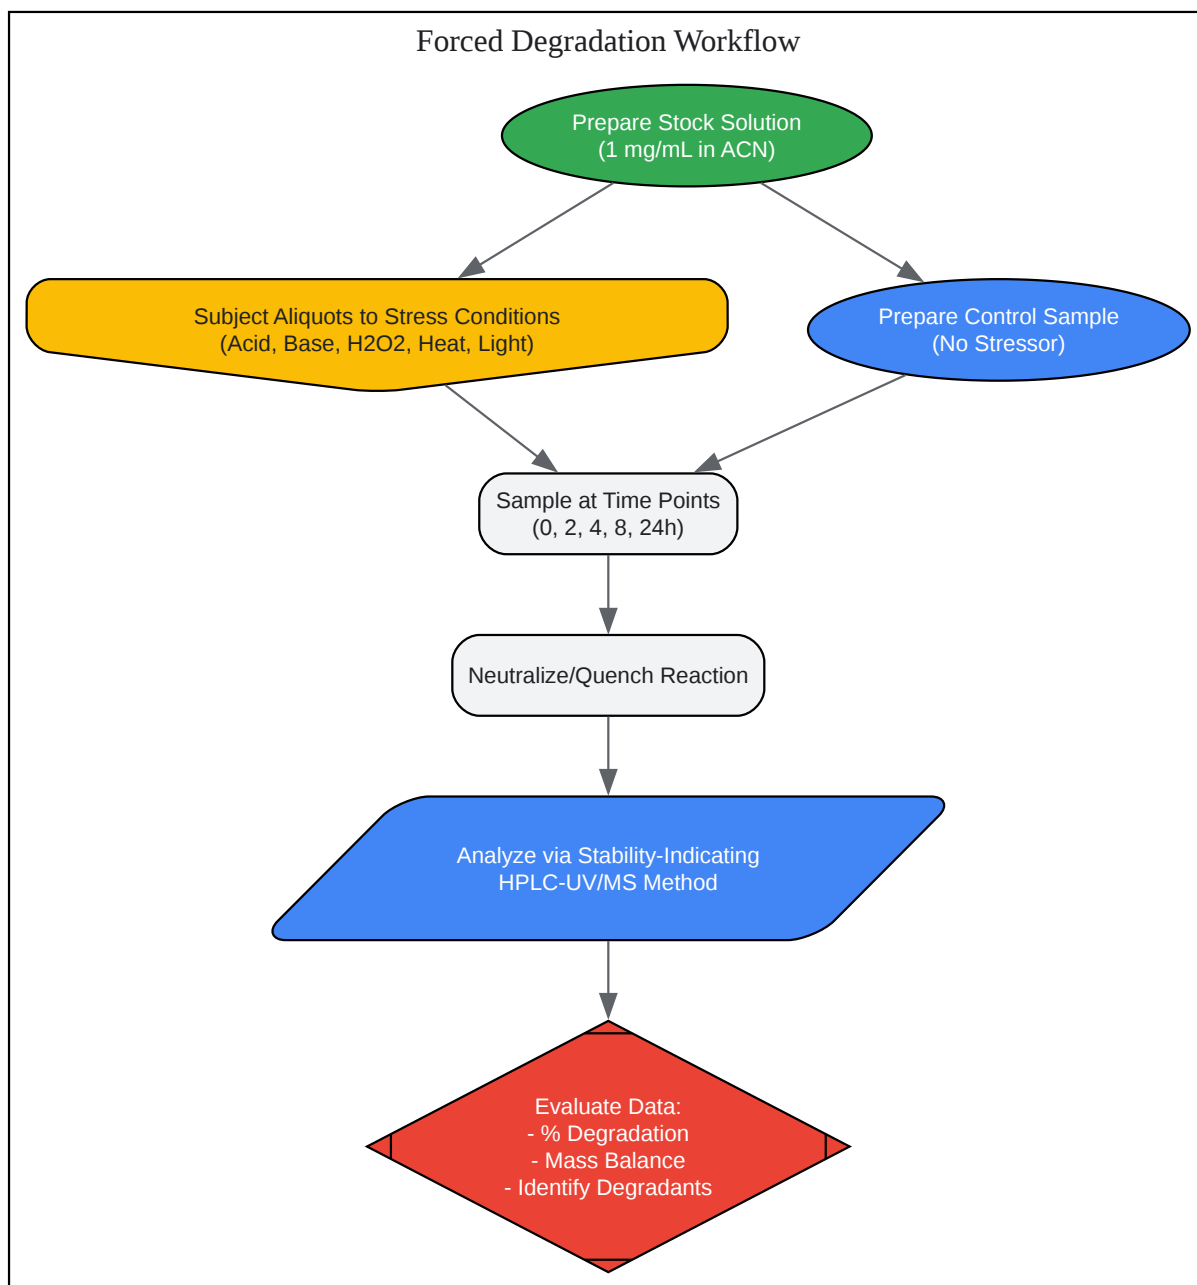 Forced Degradation Workflow
Prepare Stock Solution
(1 mg/mL in ACN)
Subject Aliquots to Stress Conditions
(Acid, Base, H2O2, Heat, Light)
Prepare Control Sample
(No Stressor)
Sample at Time Points
(0, 2, 4, 8, 24h)
Neutralize/Quench Reaction
Analyze via Stability-Indicating
HPLC-UV/MS Method
Evaluate Data:
- % Degradation
- Mass Balance
- Identify Degradants